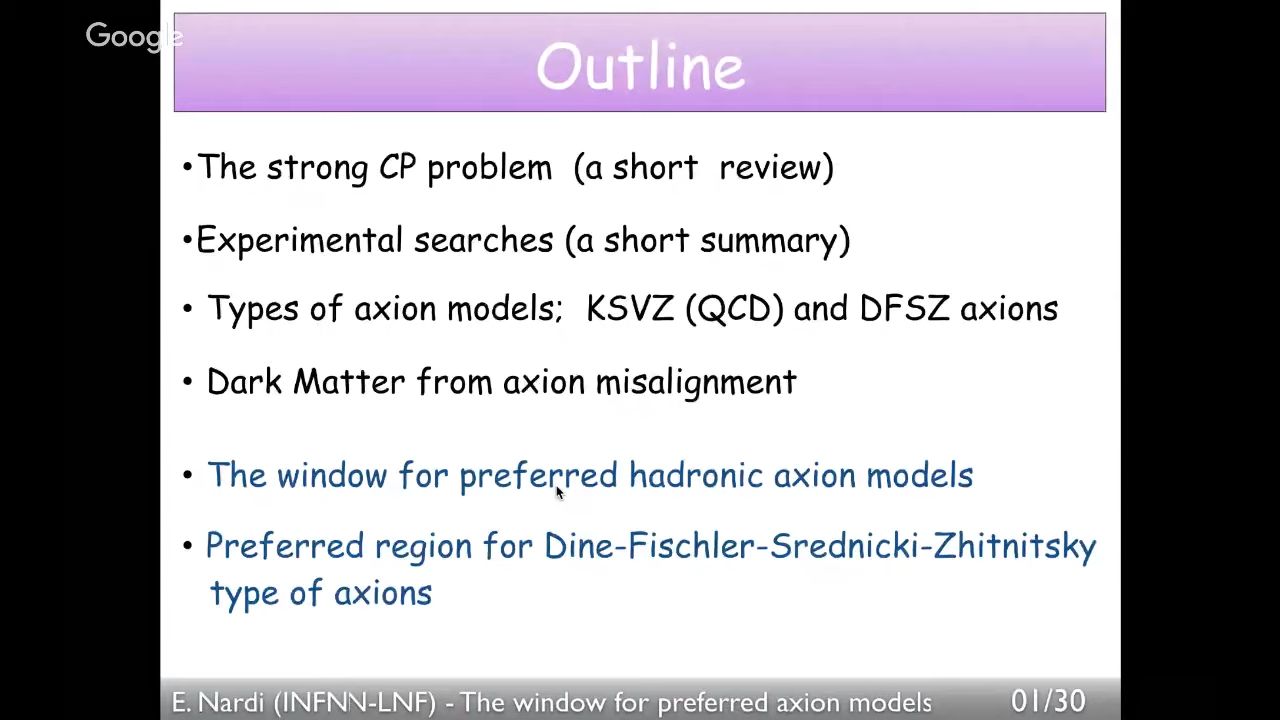 Google
Outline
•The strong CP problem (a short review)
•Experimental searches (a short summary)
• Types of axion models; KSVZ (QCD) and DFSZ axions
• Dark Matter from axion misalignment
• The window for preferred hadronic axion models
• Preferred region for Dine-Fischler-Srednicki-Zhitnitsky
type of axions
E. Nardi (INFNN-LNF) - The window for preferred axion models 01/30